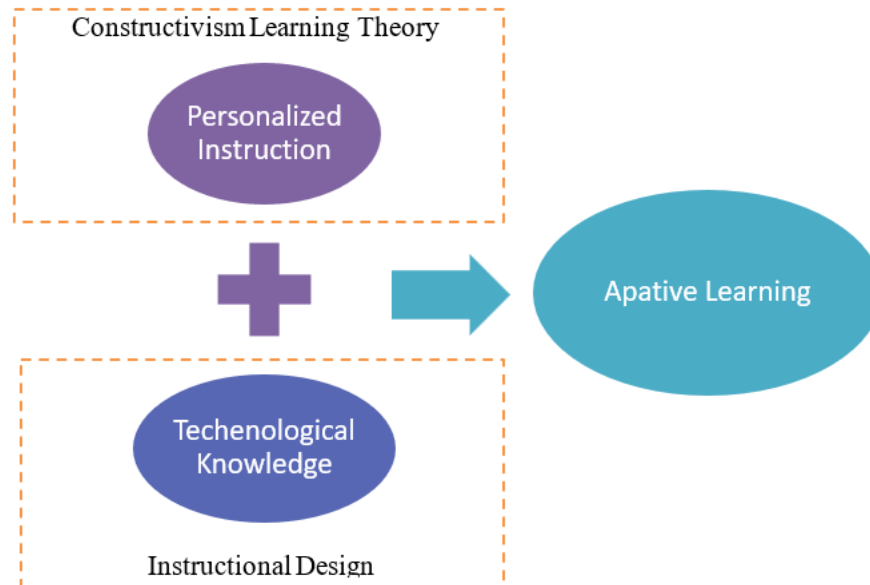 Constructivism Learning Theory
Personalized
Instruction
Apative Learning
Techenological
Knowledge
Instructional Design